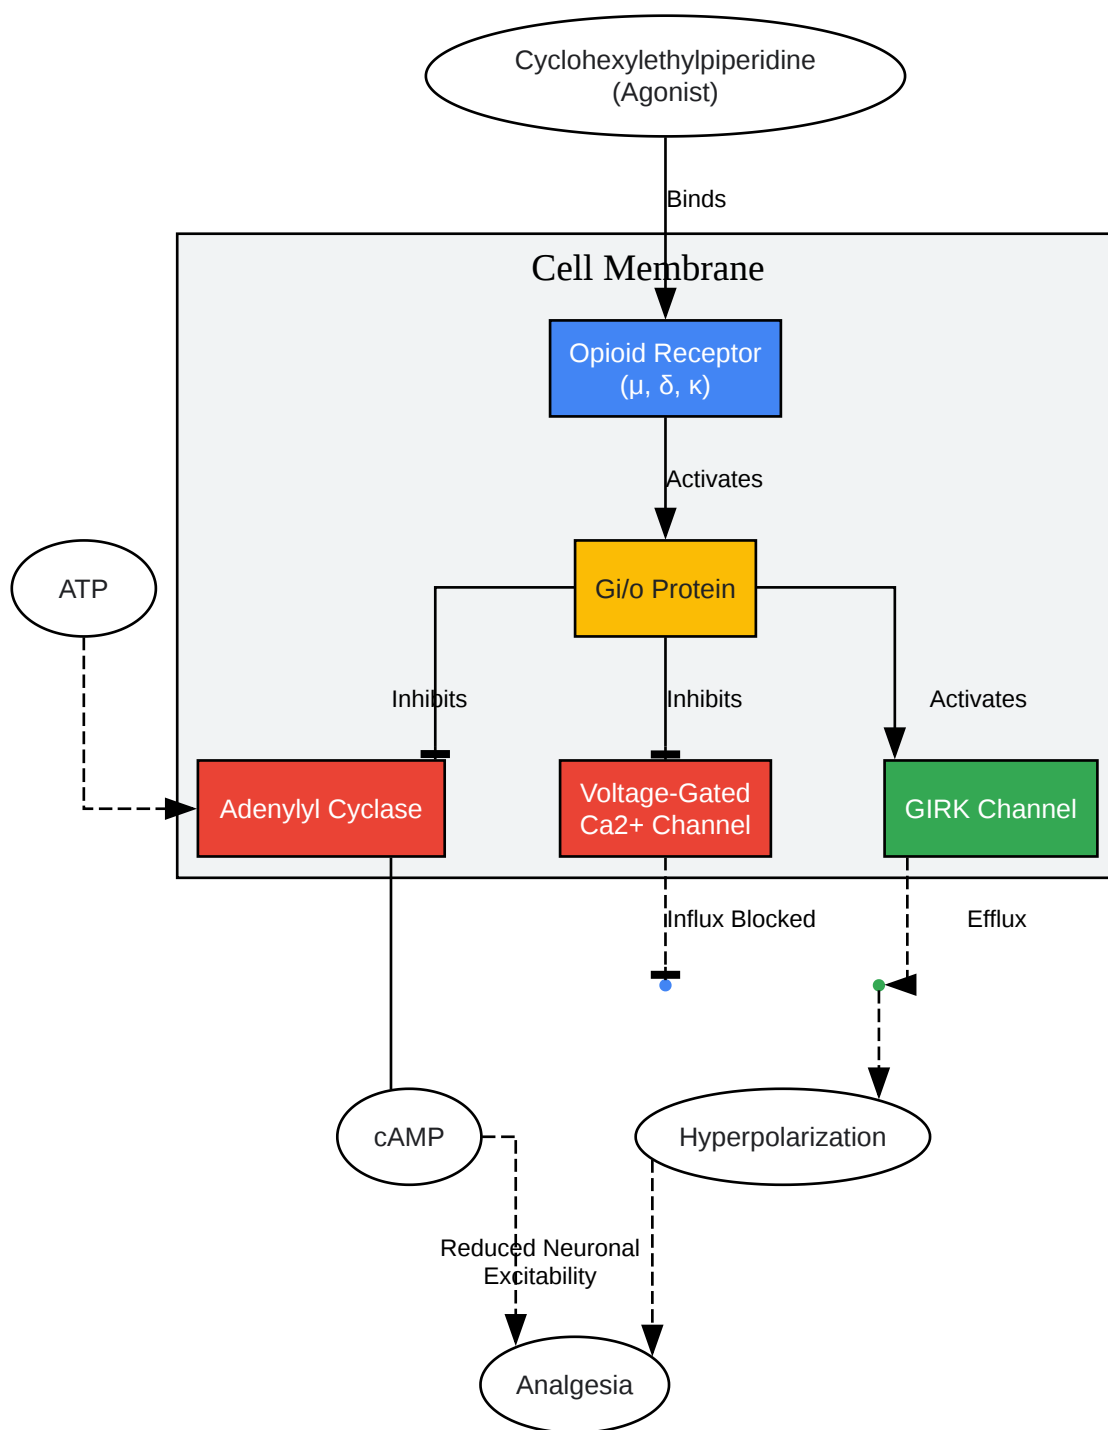 Cyclohexylethylpiperidine
(Agonist)
Binds
Cell Membrane
Opioid Receptor
(μ, δ, κ)
Activates
ATP
Gi/o Protein
Inhibits
Inhibits
Activates
Adenylyl Cyclase
Voltage-Gated
Ca2+ Channel
GIRK Channel
Influx Blocked
Efflux
cAMP
Hyperpolarization
Reduced Neuronal
Excitability
Analgesia